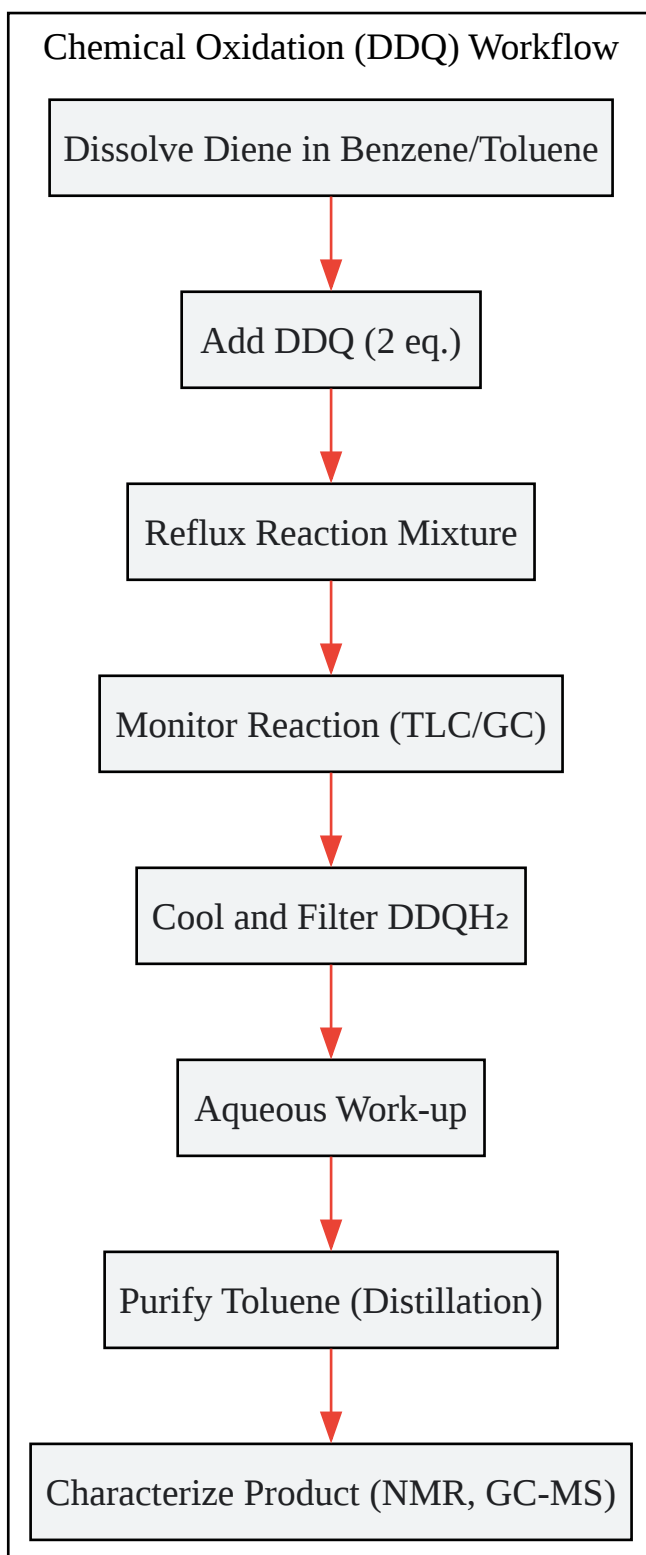 Chemical Oxidation (DDQ) Workflow
Dissolve Diene in Benzene/Toluene
Add DDQ (2 eq.)
Reflux Reaction Mixture
Monitor Reaction (TLC/GC)
Cool and Filter DDQH₂
Aqueous Work-up
Purify Toluene (Distillation)
Characterize Product (NMR, GC-MS)